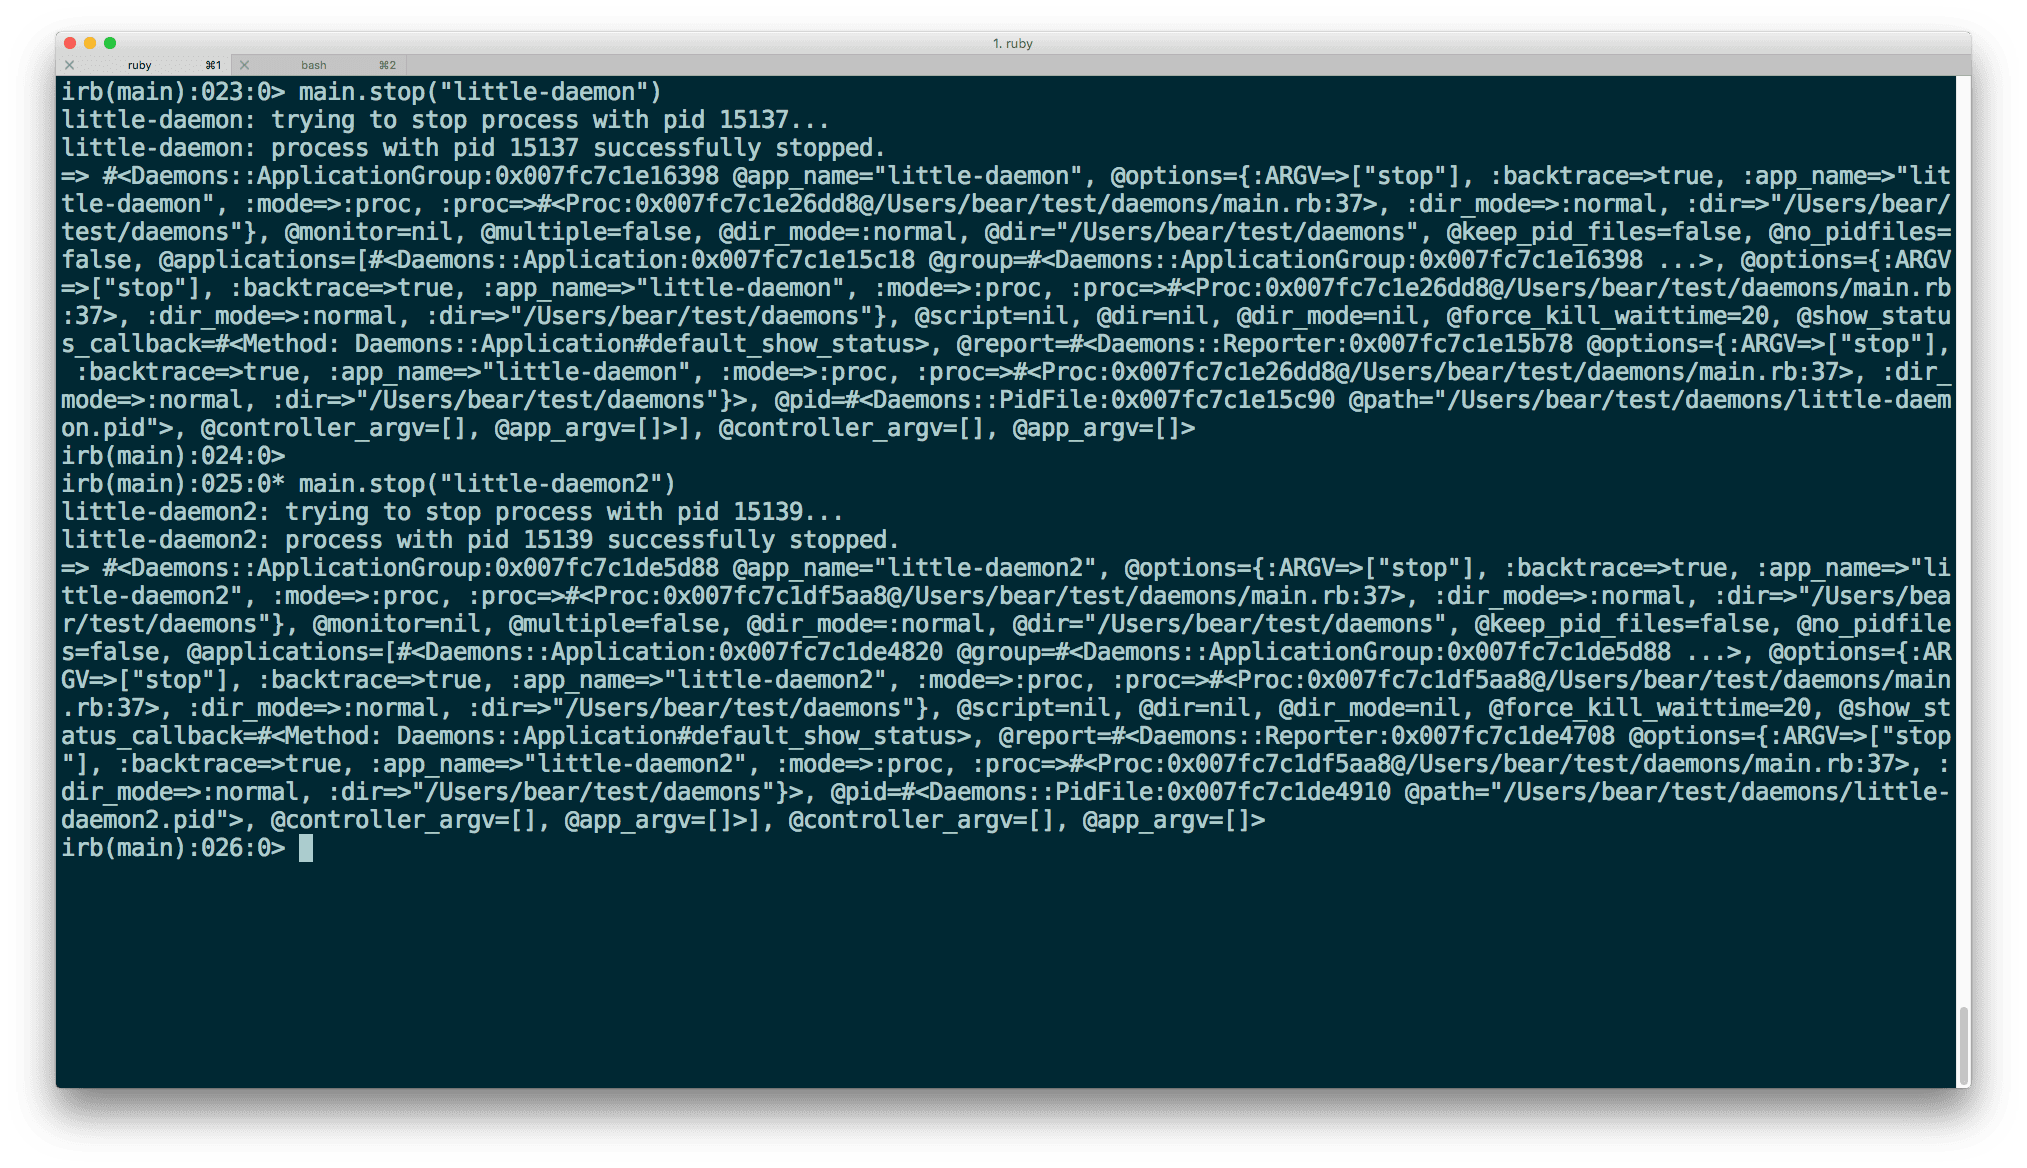 1. ruby
ruby ⌘1 bash ⌘2
irb(main):023:0> main.stop("little-daemon")
little-daemon: trying to stop process with pid 15137...
little-daemon: process with pid 15137 successfully stopped.
=> #<Daemons::ApplicationGroup:0x007fc7c1e16398 @app_name="little-daemon", @options={:ARGV=>["stop"], :backtrace=>true, :app_name=>"lit
tle-daemon", :mode=>:proc, :proc=>#<Proc:0x007fc7c1e26dd8@/Users/bear/test/daemons/main.rb:37>, :dir_mode=>:normal, :dir=>"/Users/bear/
test/daemons"}, @monitor=nil, @multiple=false, @dir_mode=:normal, @dir="/Users/bear/test/daemons", @keep_pid_files=false, @no_pidfiles=
false, @applications=[#<Daemons::Application:0x007fc7c1e15c18 @group=#<Daemons::ApplicationGroup:0x007fc7c1e16398 ...>, @options={:ARGV
=>["stop"], :backtrace=>true, :app_name=>"little-daemon", :mode=>:proc, :proc=>#<Proc:0x007fc7c1e26dd8@/Users/bear/test/daemons/main.rb
:37>, :dir_mode=>:normal, :dir=>"/Users/bear/test/daemons"}, @script=nil, @dir=nil, @dir_mode=nil, @force_kill_waittime=20, @show_statu
s_callback=#<Method: Daemons::Application#default_show_status>, @report=#<Daemons::Reporter:0x007fc7c1e15b78 @options={:ARGV=>["stop"],
 :backtrace=>true, :app_name=>"little-daemon", :mode=>:proc, :proc=>#<Proc:0x007fc7c1e26dd8@/Users/bear/test/daemons/main.rb:37>, :dir_
mode=>:normal, :dir=>"/Users/bear/test/daemons"}>, @pid=#<Daemons::PidFile:0x007fc7c1e15c90 @path="/Users/bear/test/daemons/little-daem
on.pid">, @controller_argv=[], @app_argv=[]>], @controller_argv=[], @app_argv=[]>
irb(main):024:0>
irb(main):025:0* main.stop("little-daemon2")
little-daemon2: trying to stop process with pid 15139...
little-daemon2: process with pid 15139 successfully stopped.
=> #<Daemons::ApplicationGroup:0x007fc7c1de5d88 @app_name="little-daemon2", @options={:ARGV=>["stop"], :backtrace=>true, :app_name=>"li
ttle-daemon2", :mode=>:proc, :proc=>#<Proc:0x007fc7c1df5aa8@/Users/bear/test/daemons/main.rb:37>, :dir_mode=>:normal, :dir=>"/Users/bea
r/test/daemons"}, @monitor=nil, @multiple=false, @dir_mode=:normal, @dir="/Users/bear/test/daemons", @keep_pid_files=false, @no_pidfile
s=false, @applications=[#<Daemons::Application:0x007fc7c1de4820 @group=#<Daemons::ApplicationGroup:0x007fc7c1de5d88 ...>, @options={:AR
GV=>["stop"], :backtrace=>true, :app_name=>"little-daemon2", :mode=>:proc, :proc=>#<Proc:0x007fc7c1df5aa8@/Users/bear/test/daemons/main
.rb:37>, :dir_mode=>:normal, :dir=>"/Users/bear/test/daemons"}, @script=nil, @dir=nil, @dir_mode=nil, @force_kill_waittime=20, @show_st
atus_callback=#<Method: Daemons::Application#default_show_status>, @report=#<Daemons::Reporter:0x007fc7c1de4708 @options={:ARGV=>["stop
"], :backtrace=>true, :app_name=>"little-daemon2", :mode=>:proc, :proc=>#<Proc:0x007fc7c1df5aa8@/Users/bear/test/daemons/main.rb:37>, :
dir_mode=>:normal, :dir=>"/Users/bear/test/daemons"}>, @pid=#<Daemons::PidFile:0x007fc7c1de4910 @path="/Users/bear/test/daemons/little-
daemon2.pid">, @controller_argv=[], @app_argv=[]>], @controller_argv=[], @app_argv=[]>
irb(main):026:0>